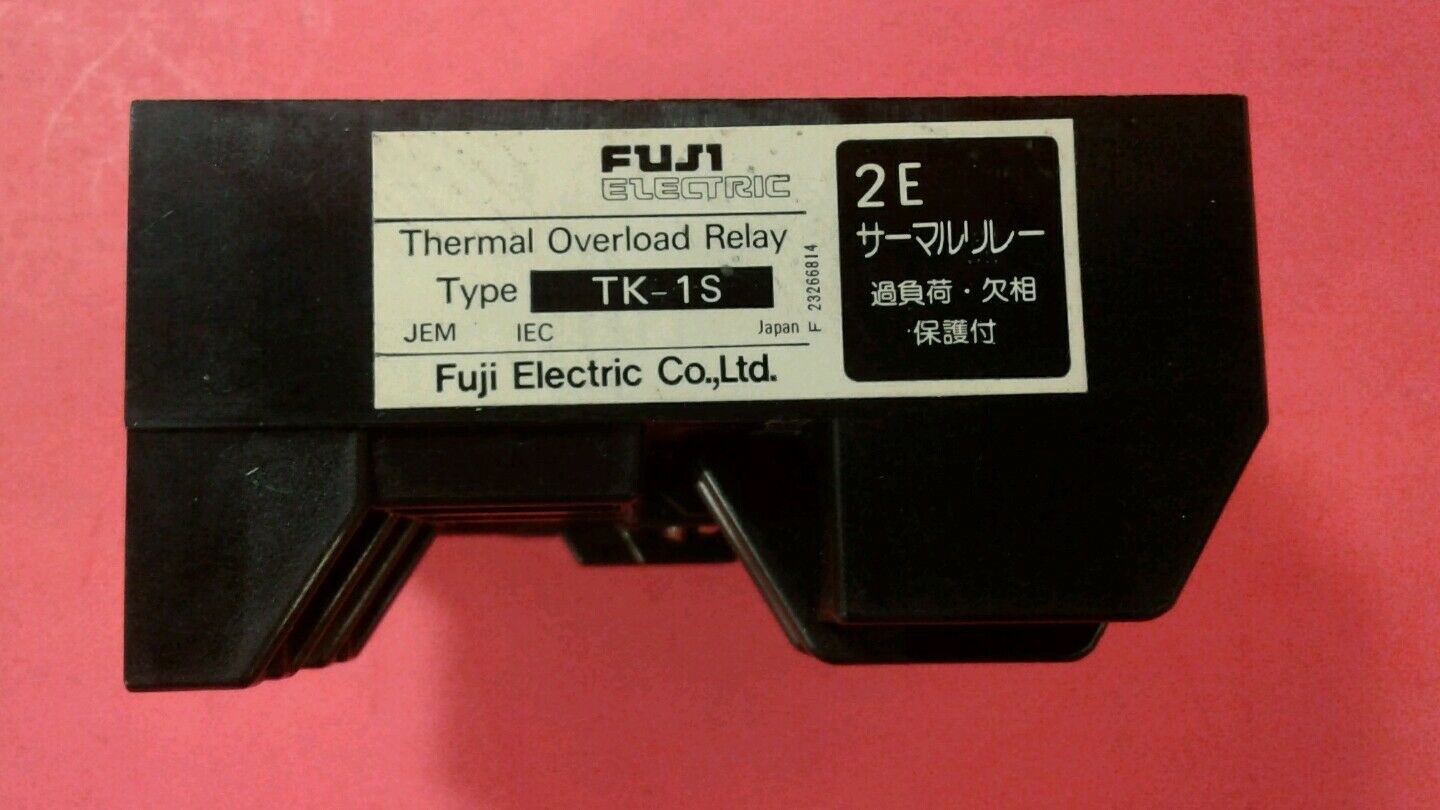 FUJI
ELECTRIC
Thermal Overload Relay
Type TK-1S
JEM IEC Japan
Fuji Electric Co.,Ltd.
F 23266814
2E
サーマルリレー
過負荷・欠相
保護付